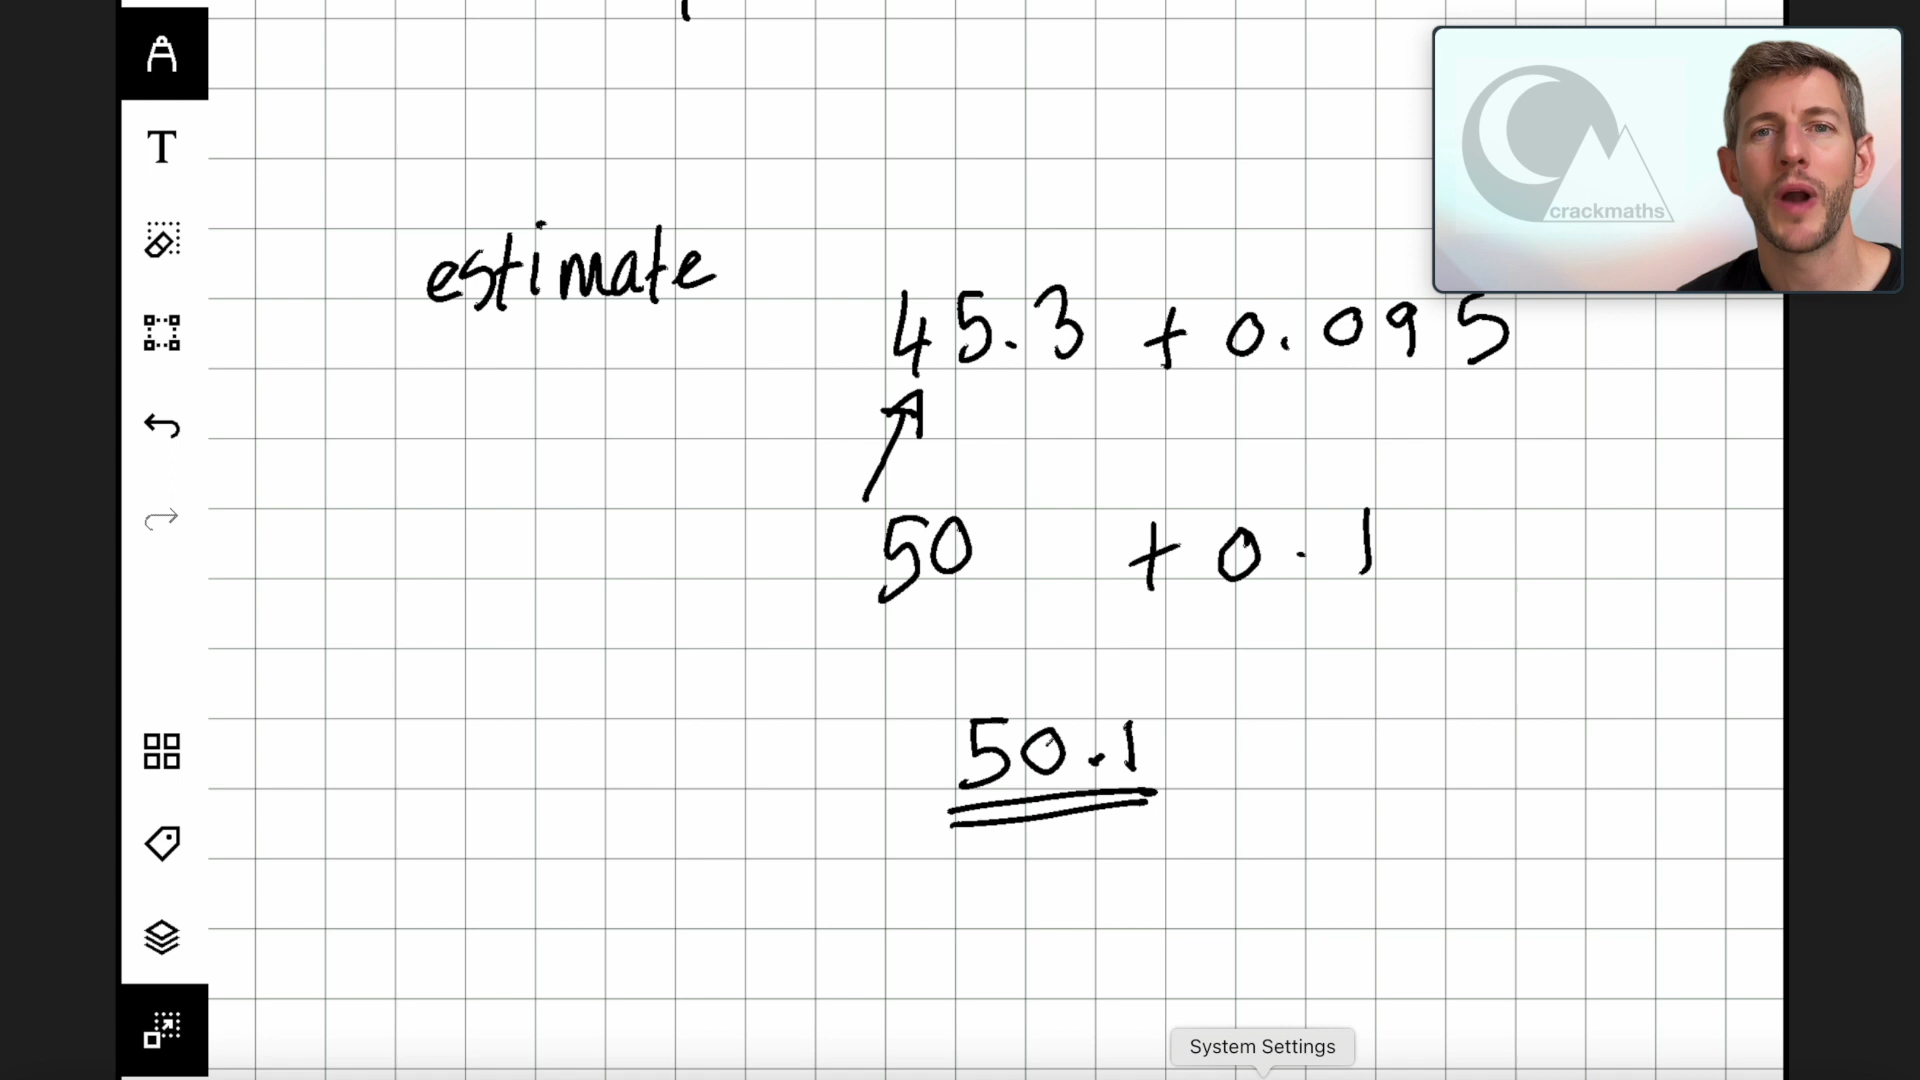 T
crackmaths
estimate
45.3 + 0.095
50 + 0.1
50.1
System Settings